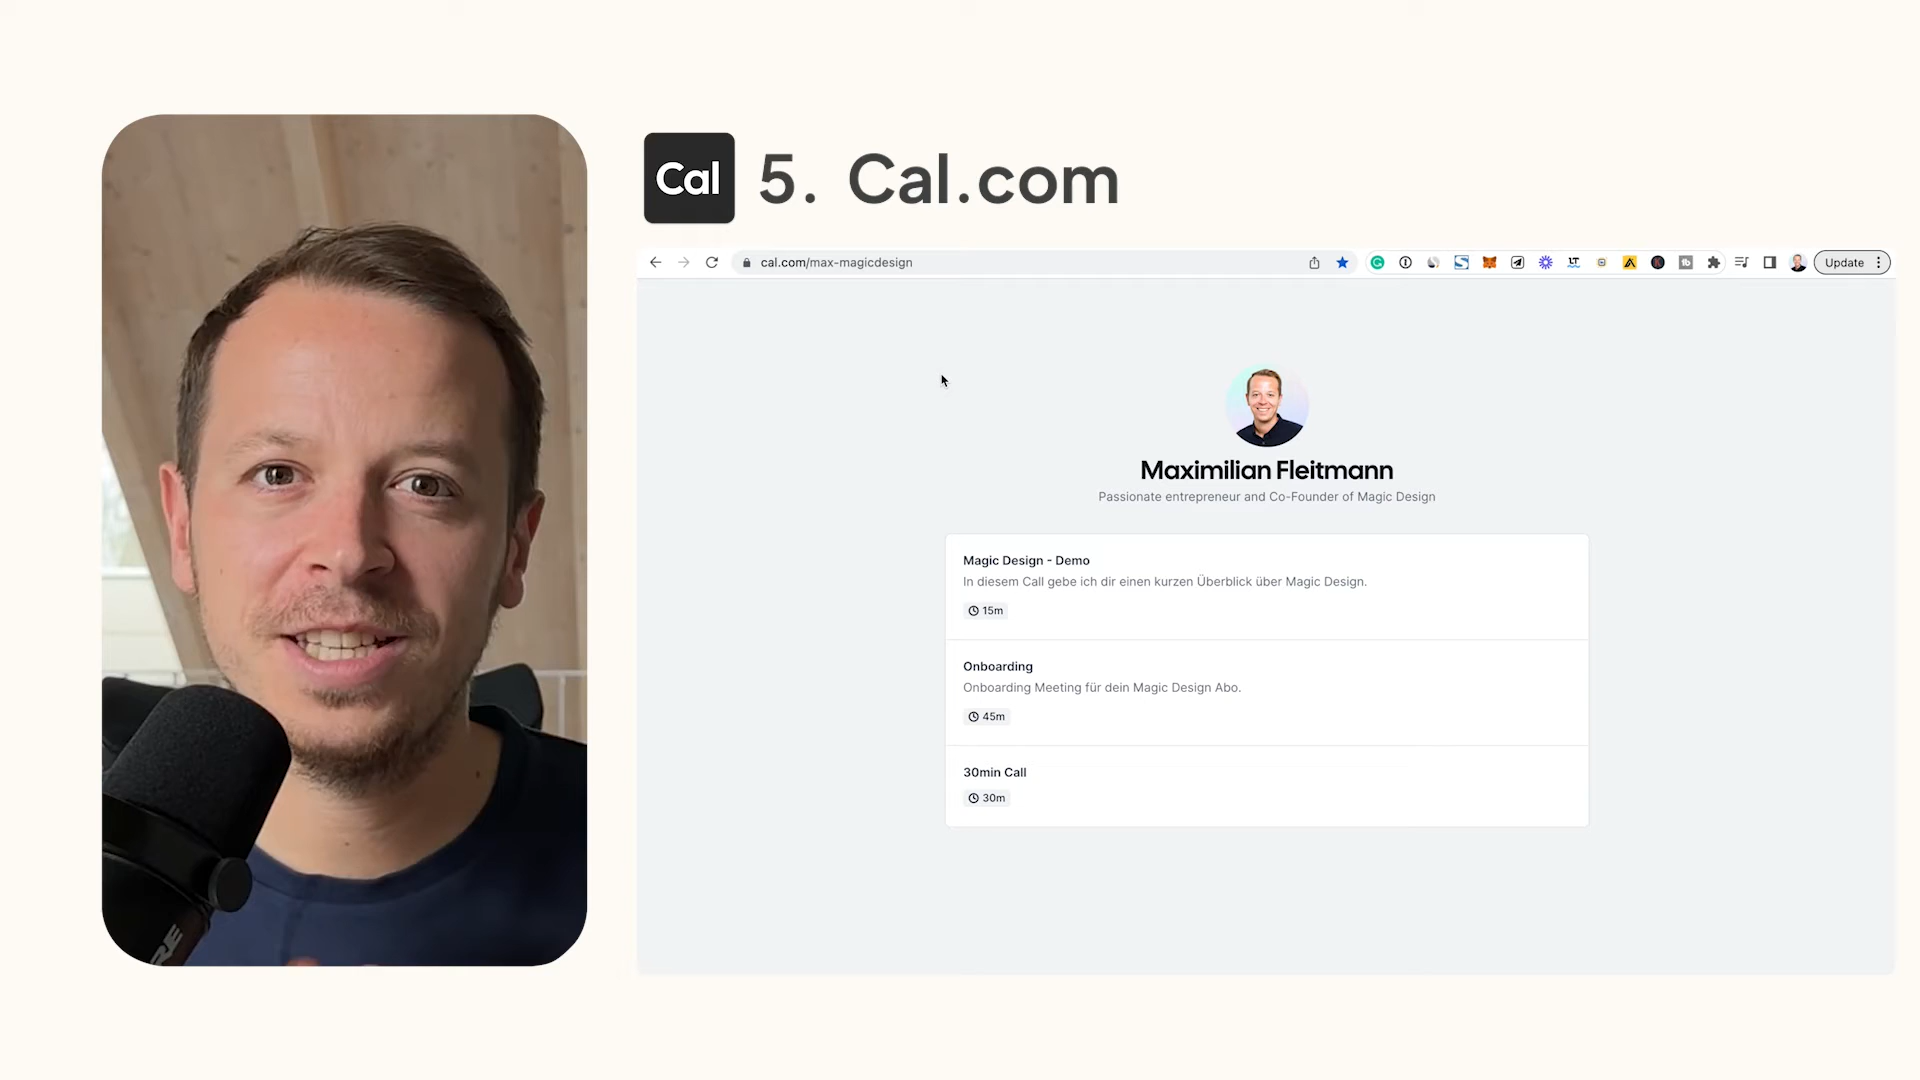 Cal
5. Cal.com
cal.com/max-magicdesign
Update
Maximilian Fleitmann
Passionate entrepreneur and Co-Founder of Magic Design
Magic Design - Demo
In diesem Call gebe ich dir einen kurzen Überblick über Magic Design.
15m
Onboarding
Onboarding Meeting für dein Magic Design Abo.
45m
30min Call
30m